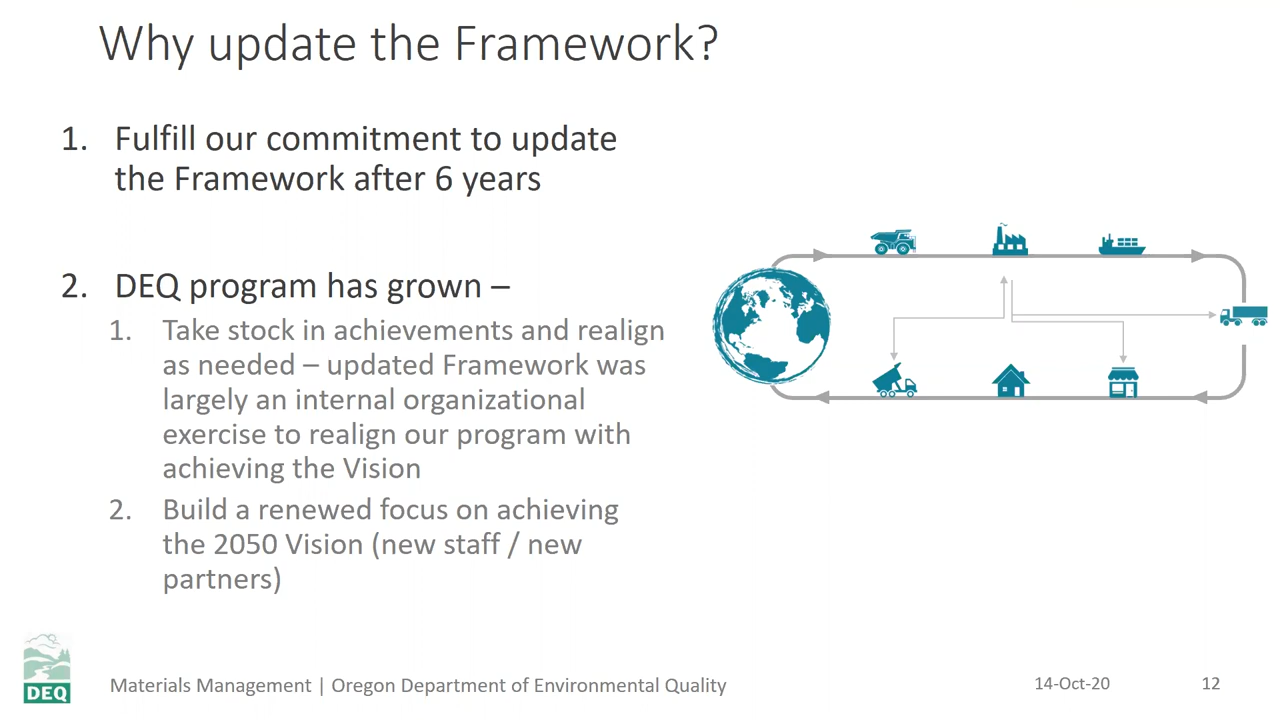 Why update the Framework?
1. Fulfill our commitment to update
the Framework after 6 years
2. DEQ program has grown –
1. Take stock in achievements and realign
as needed – updated Framework was
largely an internal organizational
exercise to realign our program with
achieving the Vision
2. Build a renewed focus on achieving
the 2050 Vision (new staff / new
partners)
DEQ
Materials Management | Oregon Department of Environmental Quality
14-Oct-20
12